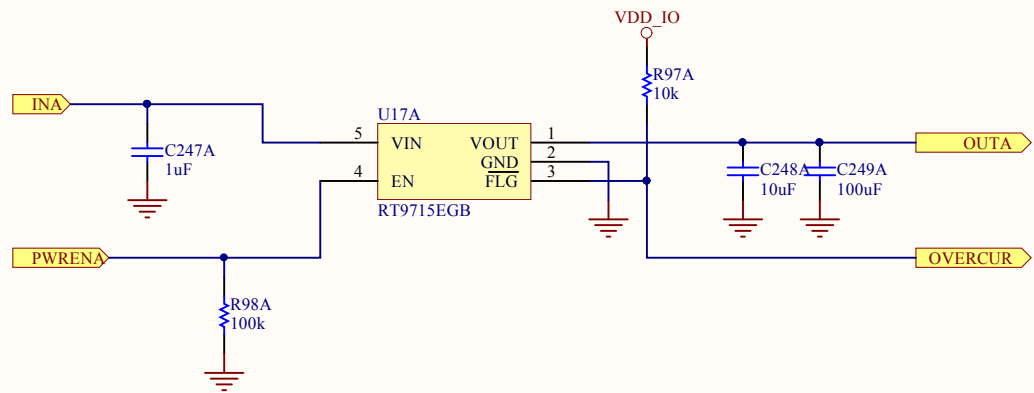 VDD_IO
R97A
10k
INA
U17A
C247A
1uF
5
VIN
VOUT
1
GND
2
4
EN
FLG
3
RT9715EGB
OUTA
C248A
10uF
C249A
100uF
PWRENA
OVERCUR
R98A
100k